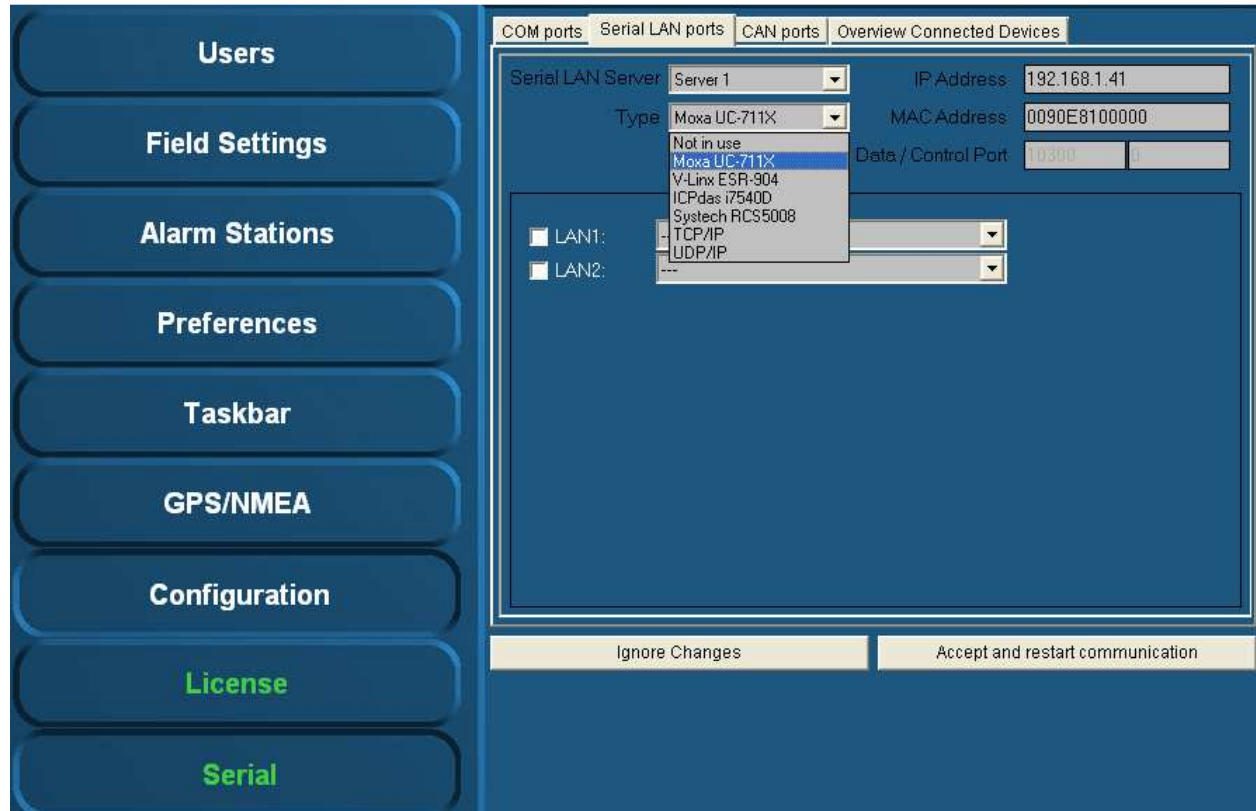 Users
Field Settings
Alarm Stations
Preferences
Taskbar
GPS/NMEA
Configuration
License
Serial
COM ports Serial LAN ports CAN ports Overview Connected Devices
Serial LAN Server Server 1 IP Address 192.168.1.41
Type Moxa UC-711X MAC Address 0090E8100000
Data / Control Port 10300 0
Not in use
Moxa UC-711X
V-Linx ESR-904
ICPdas i7540D
Systech RCS5008
TCP/IP
UDP/IP
LAN1:
LAN2: ---
Ignore Changes Accept and restart communication